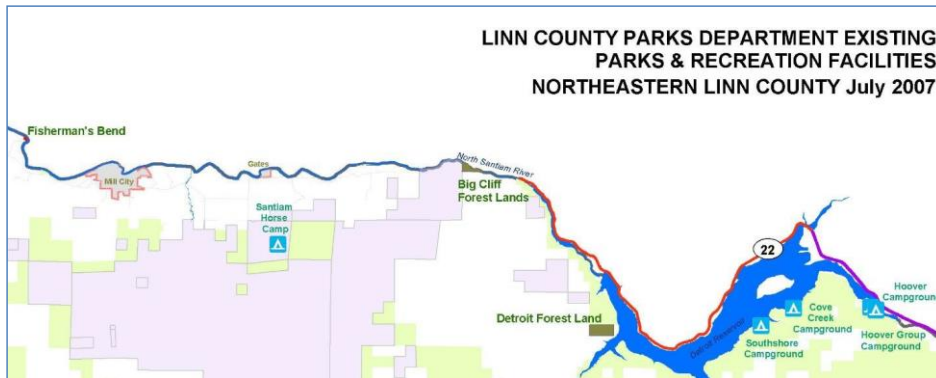 LINN COUNTY PARKS DEPARTMENT EXISTING
PARKS & RECREATION FACILITIES
NORTHEASTERN LINN COUNTY July 2007
Fisherman's Bend
Mill City
Gates
North Santiam River
Big Cliff
Forest Lands
Santiam
Horse
Camp
22
Detroit Forest Land
Detroit Reservoir
Southshore
Campground
Cove
Creek
Campground
Hoover
Campground
Hoover Group
Campground